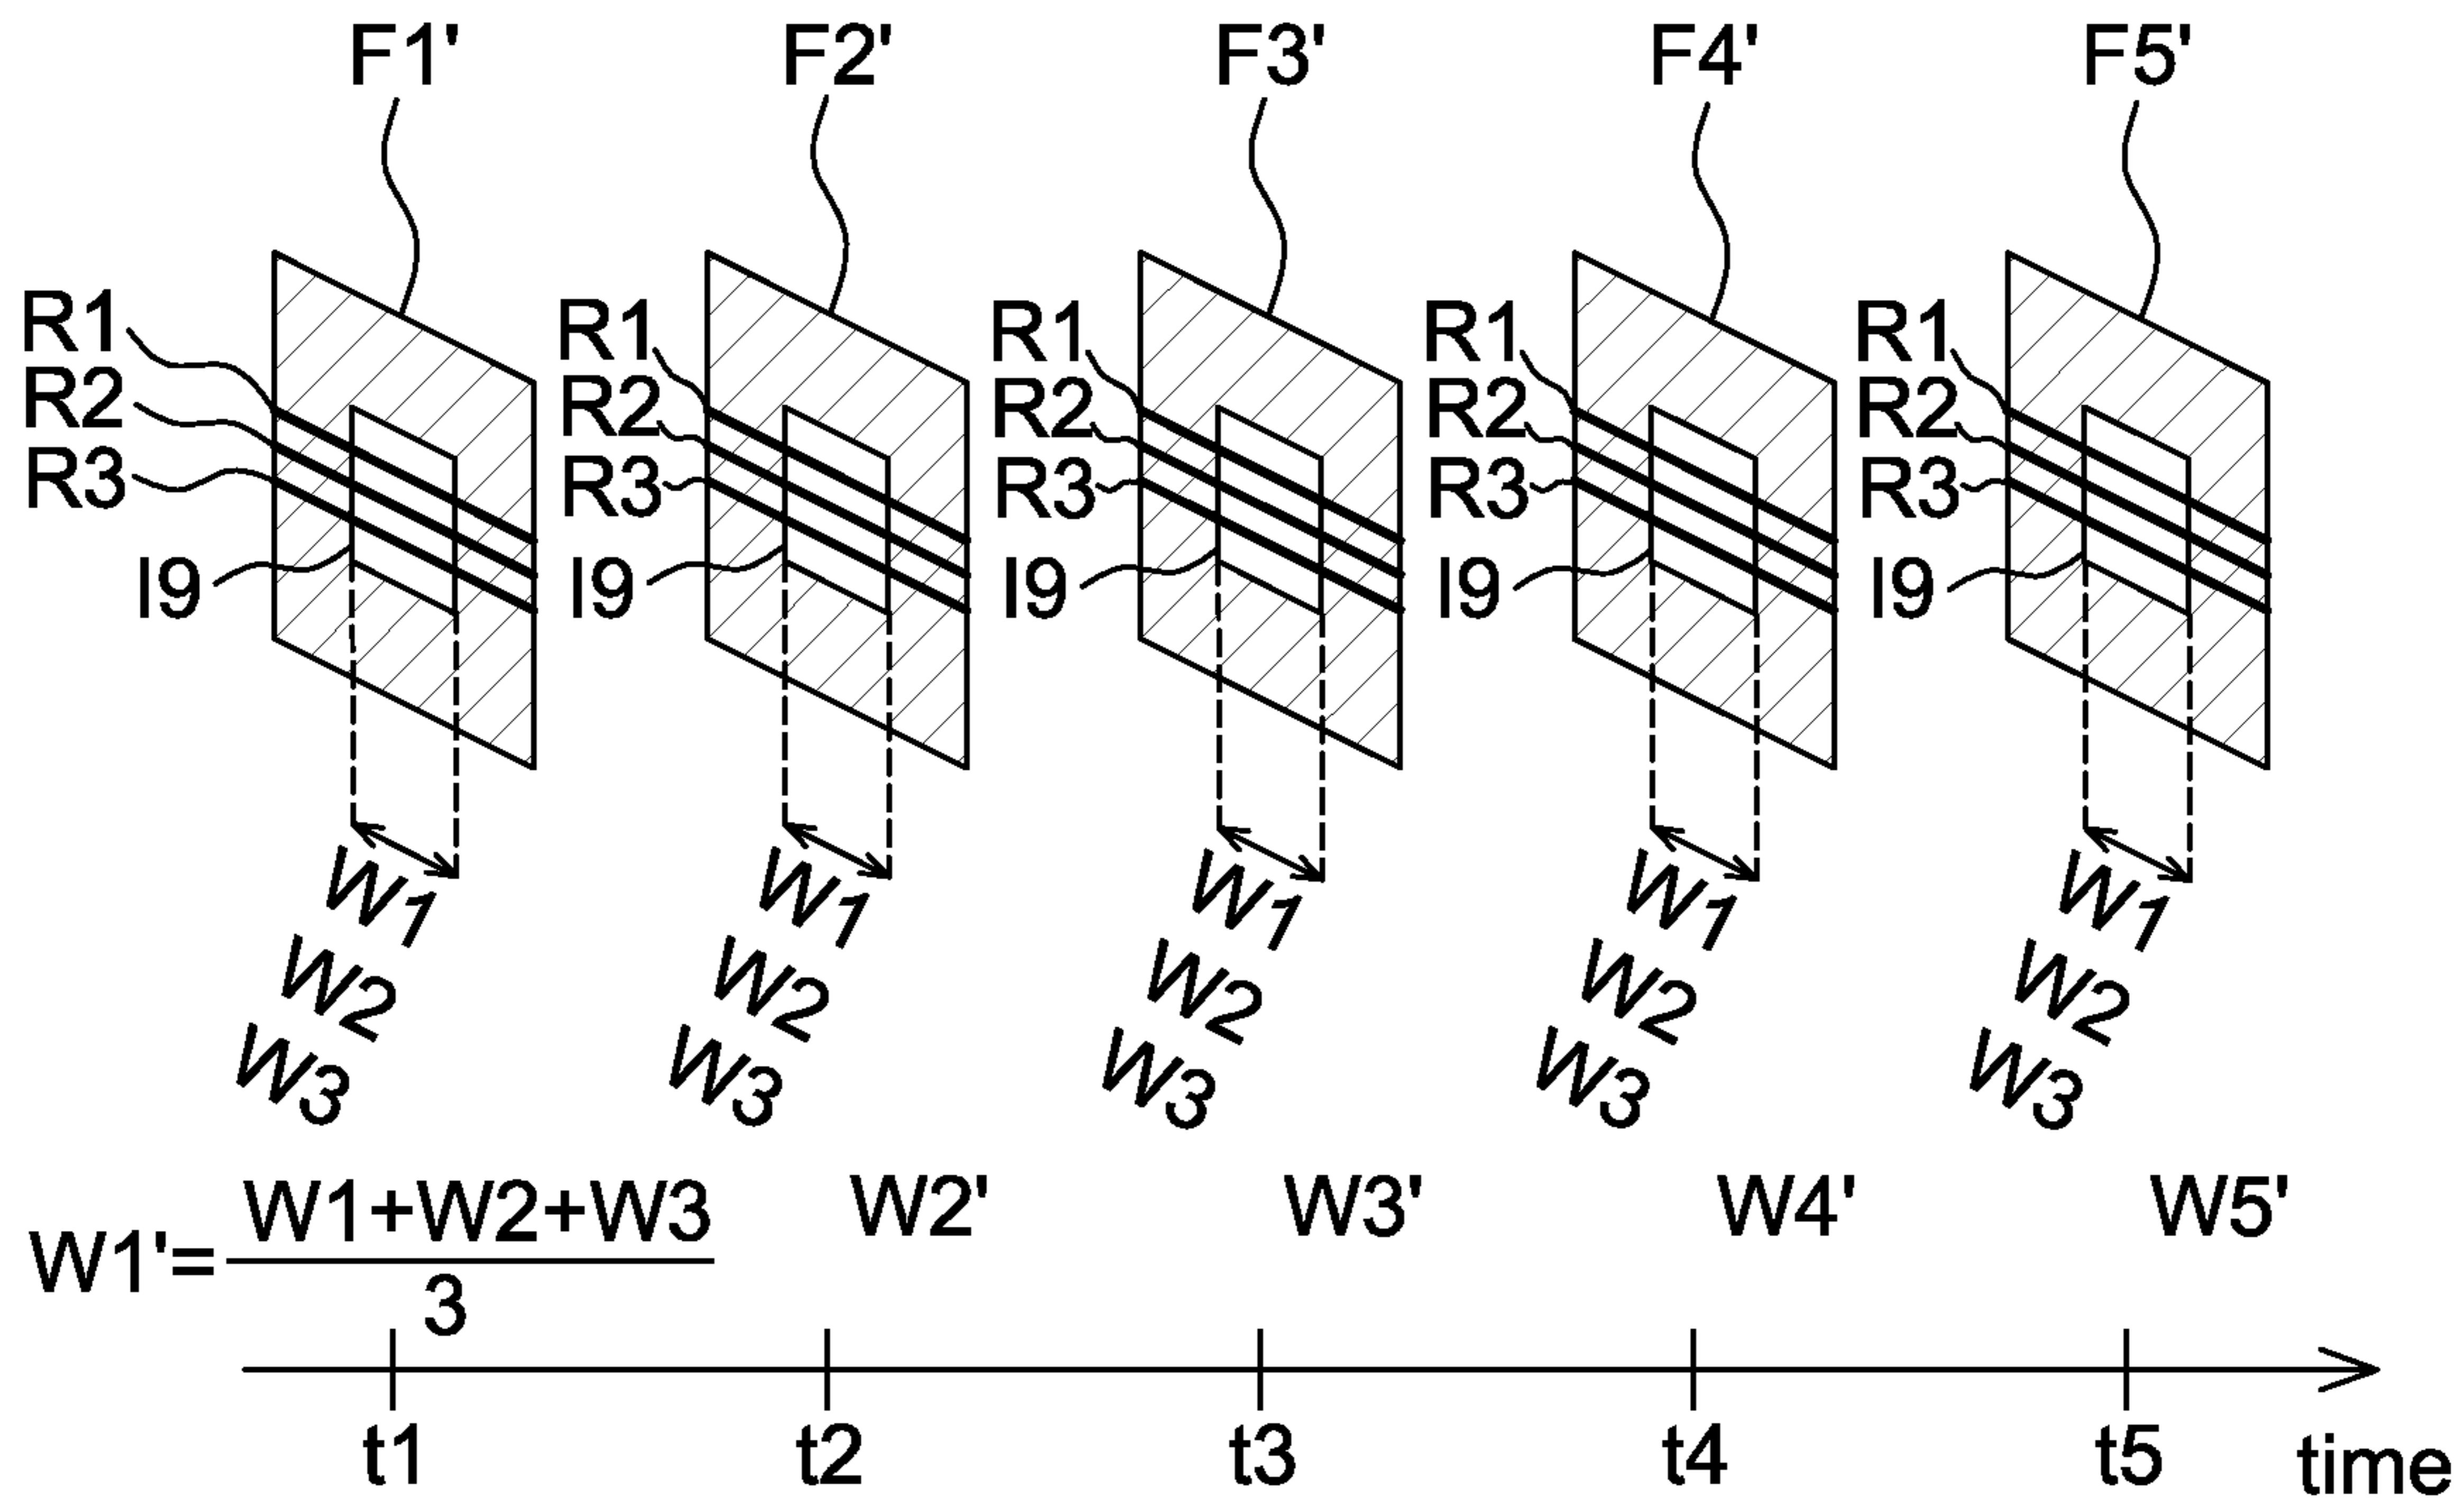 F1' F2' F3' F4' F5'
R1 R1 R1 R1 R1
R2 R2 R2 R2 R2
R3 R3 R3 R3 R3
I9 I9 I9 I9 I9
W1 W1 W1 W1 W1
W2 W2 W2 W2 W2
W3 W3 W3 W3 W3
W1'= W1+W2+W3 W2' W3' W4' W5'
3
t1 t2 t3 t4 t5 time